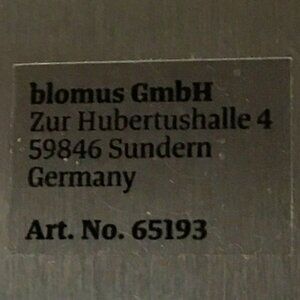 blomus GmbH
Zur Hubertushalle 4
59846 Sundern
Germany
Art. No. 65193